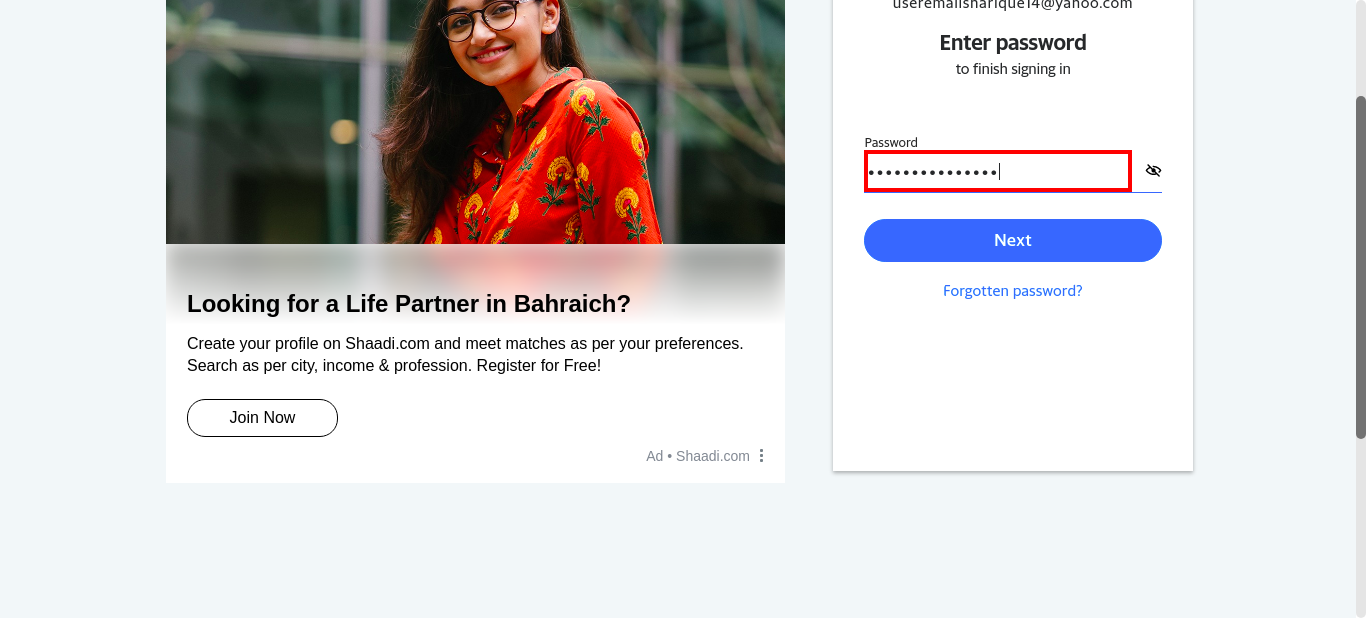 Looking for a Life Partner in Bahraich?
Create your profile on Shaadi.com and meet matches as per your preferences.
Search as per city, income & profession. Register for Free!
Join Now
Ad • Shaadi.com
useremailsharique14@yahoo.com
Enter password
to finish signing in
Password
•••••••••••••••
Next
Forgotten password?